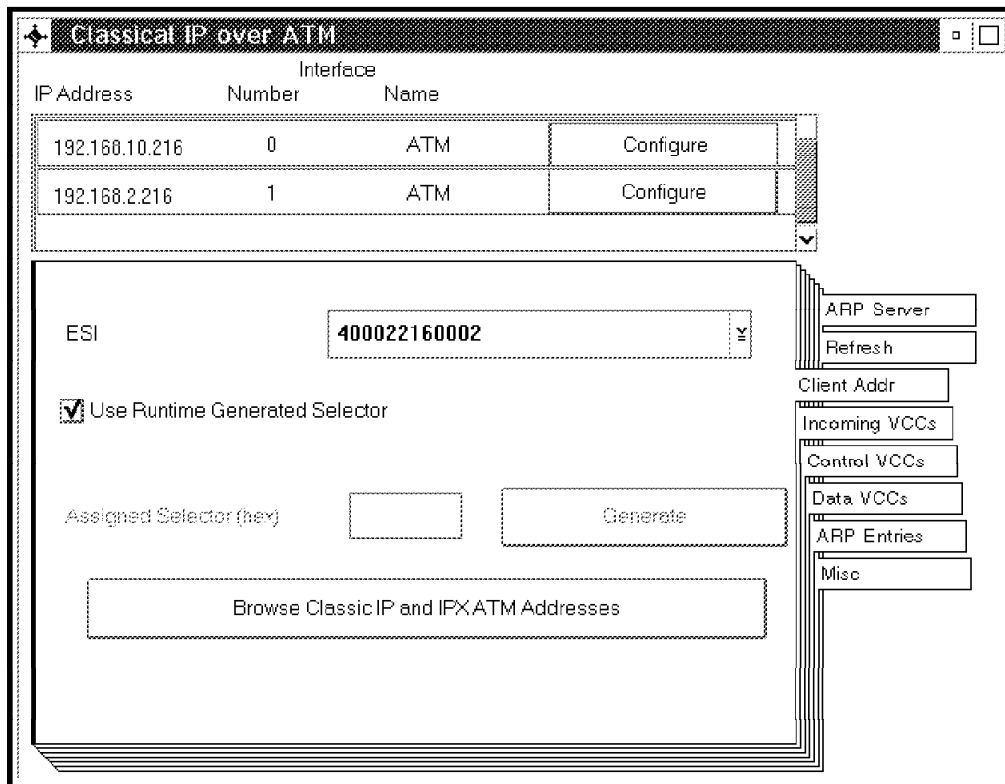 Classical IP over ATM
Interface
IP Address Number Name
192.168.10.216 0 ATM Configure
192.168.2.216 1 ATM Configure
ESI 400022160002
Use Runtime Generated Selector
Assigned Selector (hex) Generate
Browse Classic IP and IPX ATM Addresses
ARP Server
Refresh
Client Addr
Incoming VCCs
Control VCCs
Data VCCs
ARP Entries
Misc